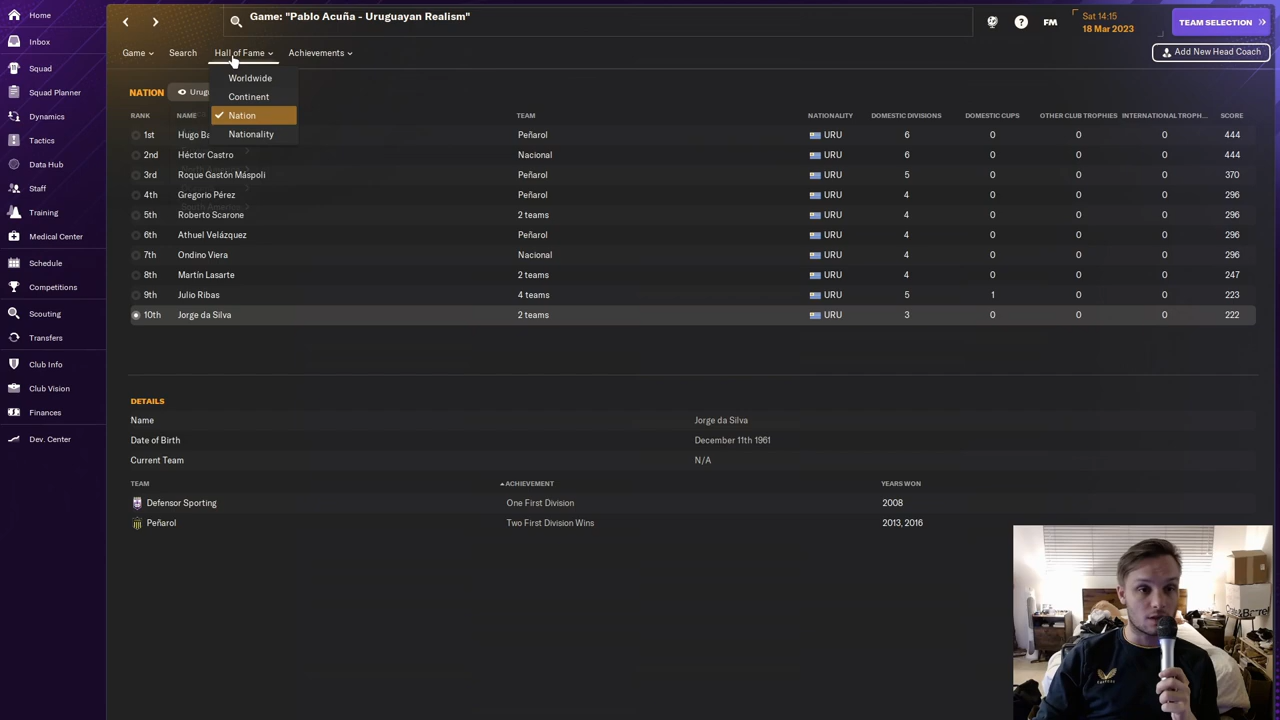 Home
Inbox
Squad
Squad Planner
Dynamics
Tactics
Data Hub
Staff
Training
Medical Center
Schedule
Competitions
Scouting
Transfers
Club Info
Club Vision
Finances
Dev. Center
Game: "Pablo Acuña - Uruguayan Realism"
FM
Sat 14:15
18 Mar 2023
TEAM SELECTION
Game Search Hall of Fame Achievements
Add New Head Coach
Worldwide
Continent
Nation
Nationality
NATION
RANK NAME TEAM NATIONALITY DOMESTIC DIVISIONS DOMESTIC CUPS OTHER CLUB TROPHIES INTERNATIONAL TROPH... SCORE
1st Hugo Peñarol URU 6 0 0 0 444
2nd Héctor Castro Nacional URU 6 0 0 0 444
3rd Roque Gastón Máspoli Peñarol URU 5 0 0 0 370
4th Gregorio Pérez Peñarol URU 4 0 0 0 296
5th Roberto Scarone 2 teams URU 4 0 0 0 296
6th Athuel Velázquez Peñarol URU 4 0 0 0 296
7th Ondino Viera Nacional URU 4 0 0 0 296
8th Martín Lasarte 2 teams URU 4 0 0 0 247
9th Julio Ribas 4 teams URU 5 1 0 0 223
10th Jorge da Silva 2 teams URU 3 0 0 0 222
DETAILS
Name Jorge da Silva
Date of Birth December 11th 1961
Current Team N/A
TEAM ACHIEVEMENT YEARS WON
Defensor Sporting One First Division 2008
Peñarol Two First Division Wins 2013, 2016